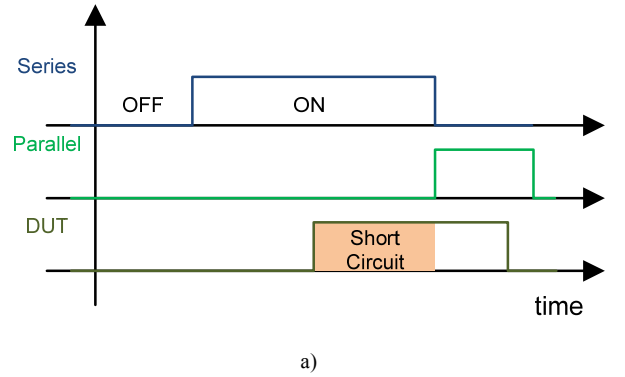 Series
OFF
ON
Parallel
DUT
Short
Circuit
time
a)